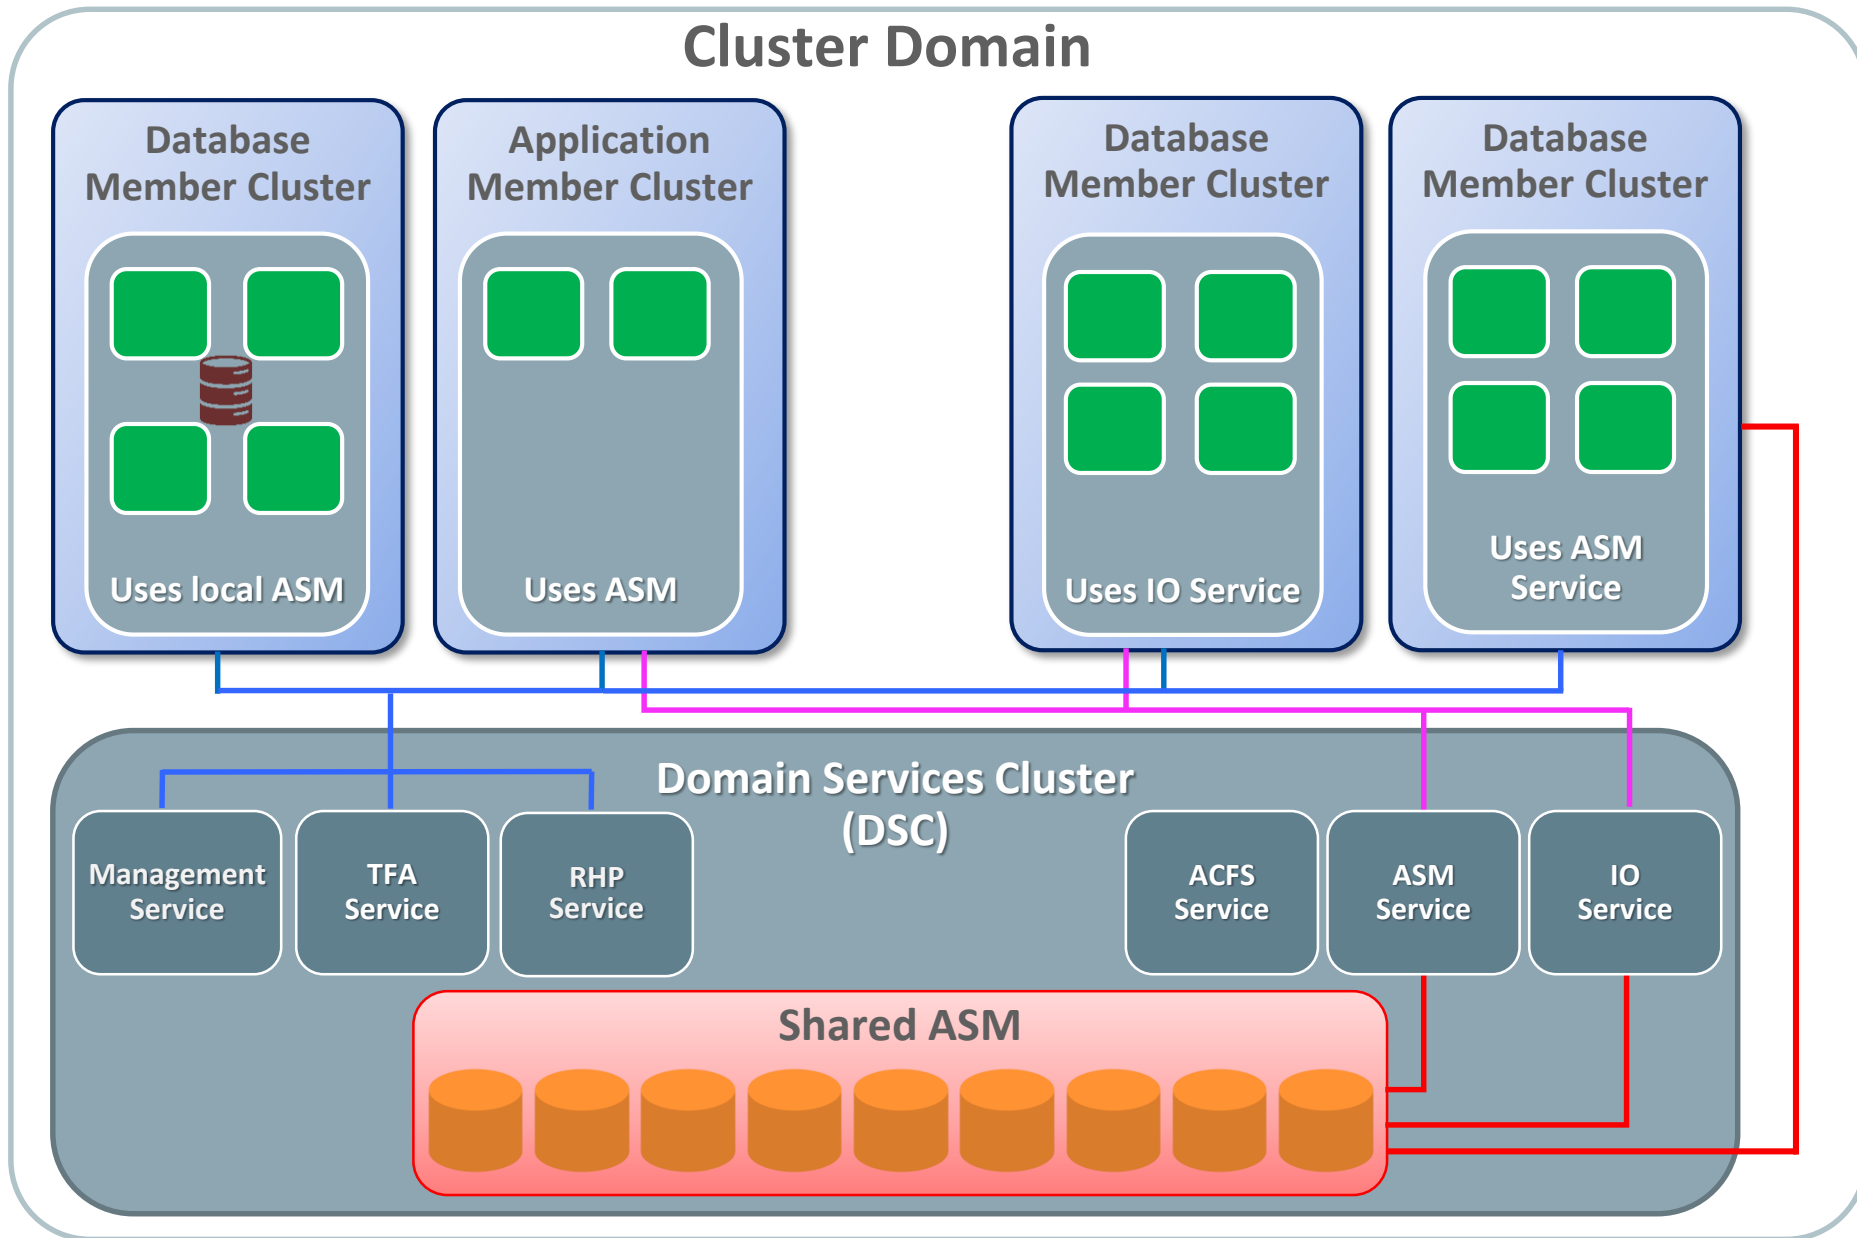 Cluster Domain
Database
Member Cluster
Uses local ASM
Application
Member Cluster
Uses ASM
Database
Member Cluster
Uses IO Service
Database
Member Cluster
Uses ASM
Service
Domain Services Cluster
(DSC)
Management
Service
TFA
Service
RHP
Service
ACFS
Service
ASM
Service
IO
Service
Shared ASM